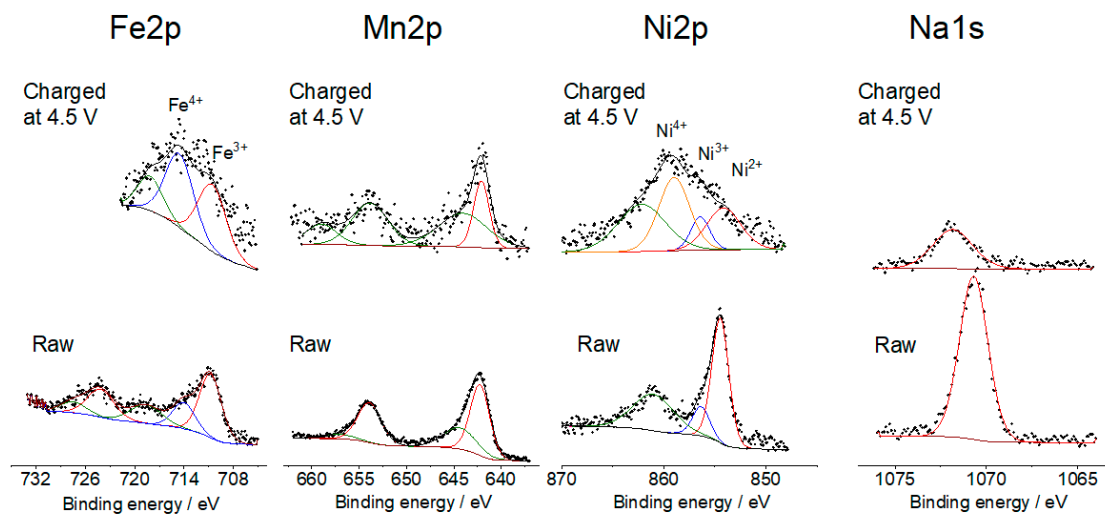 Fe2p
Mn2p
Ni2p
Na1s
Charged
at 4.5 V
Fe⁴⁺
Fe³⁺
Raw
732 726 720 714 708
Binding energy / eV
Charged
at 4.5 V
Raw
660 655 650 645 640
Binding energy / eV
Charged
at 4.5 V
Ni⁴⁺
Ni³⁺
Ni²⁺
Raw
870 860 850
Binding energy / eV
Charged
at 4.5 V
Raw
1075 1070 1065
Binding energy / eV